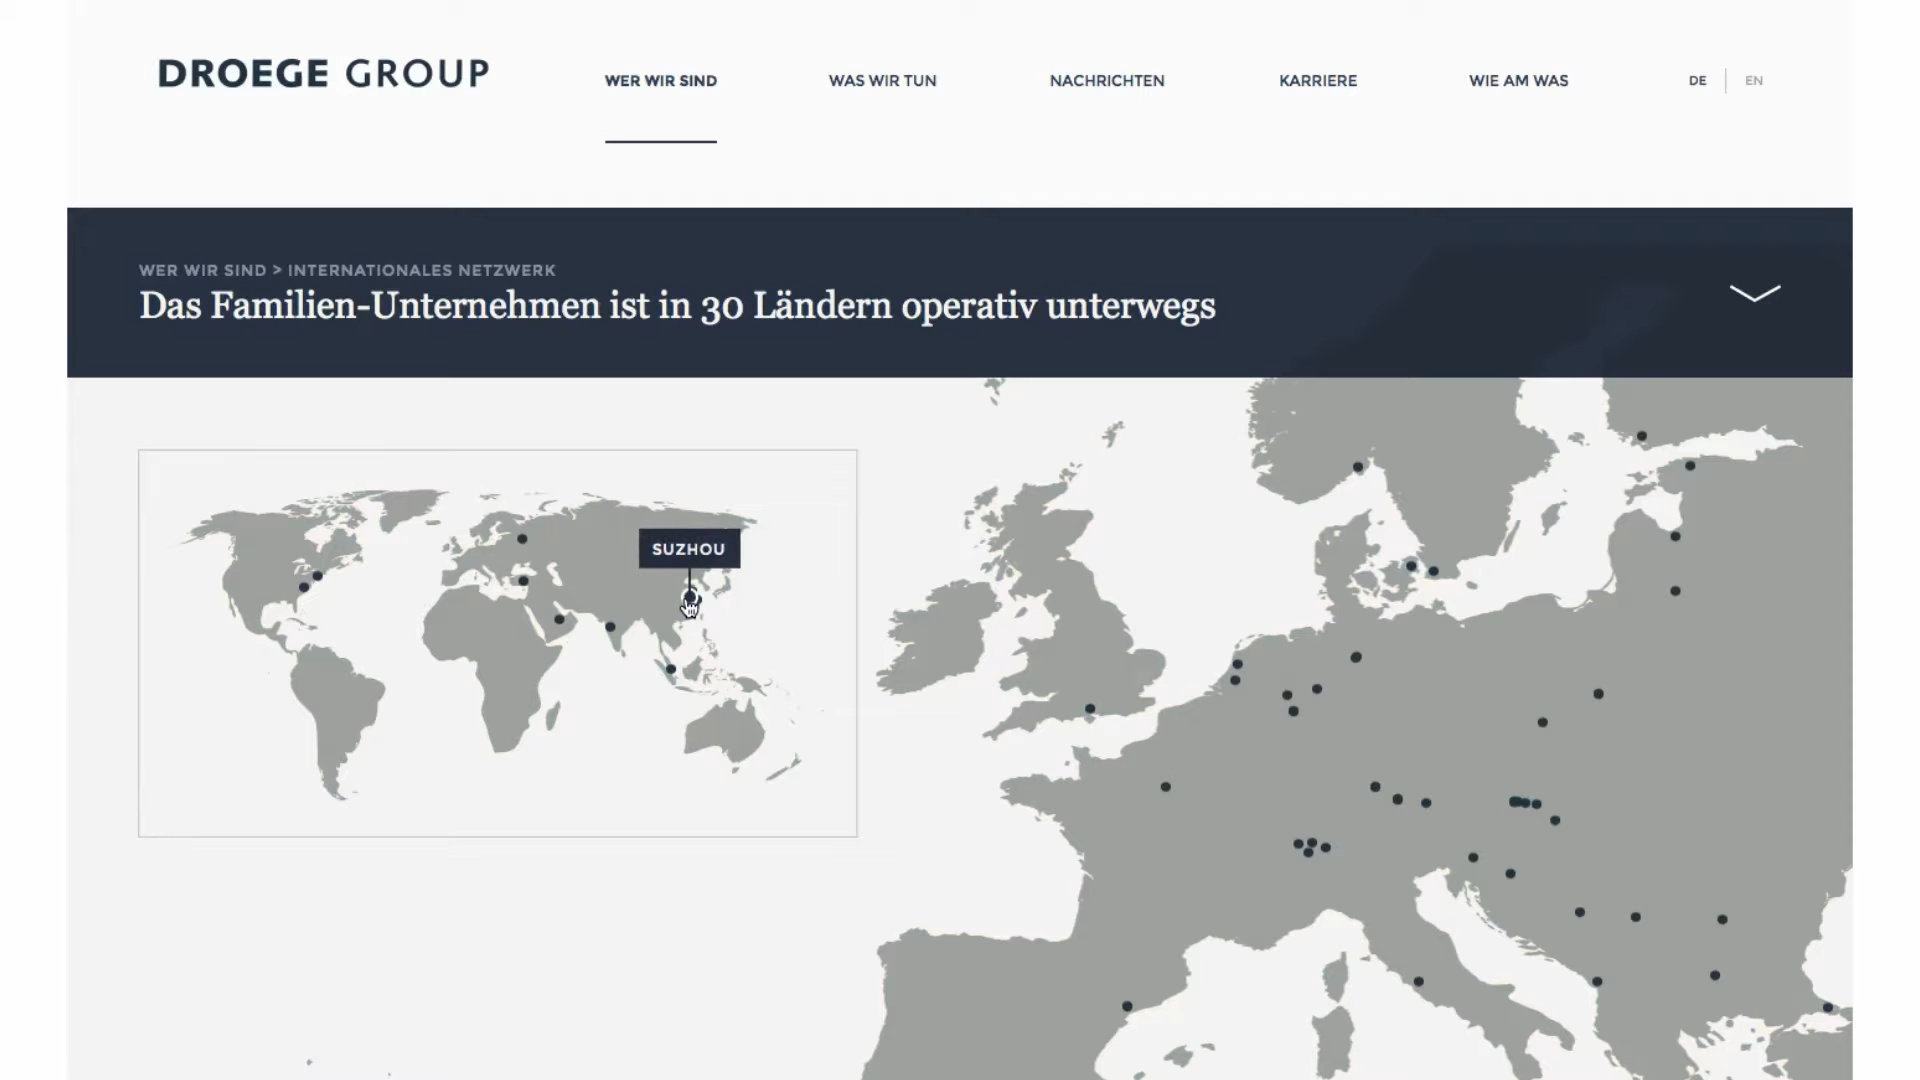 DROEGE GROUP
WER WIR SIND
WAS WIR TUN
NACHRICHTEN
KARRIERE
WIE AM WAS
DE
EN
WER WIR SIND > INTERNATIONALES NETZWERK
Das Familien-Unternehmen ist in 30 Ländern operativ unterwegs
SUZHOU